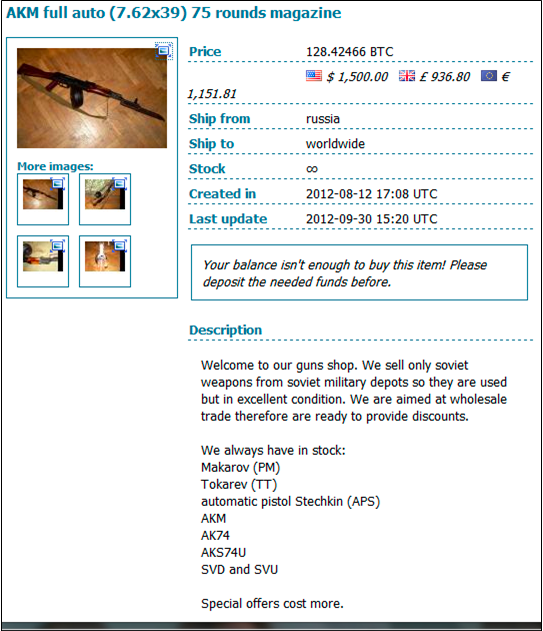 AKM full auto (7.62x39) 75 rounds magazine
More images:
Price 128.42466 BTC
$ 1,500.00 £ 936.80 €
1,151.81
Ship from russia
Ship to worldwide
Stock ∞
Created in 2012-08-12 17:08 UTC
Last update 2012-09-30 15:20 UTC
Your balance isn't enough to buy this item! Please
deposit the needed funds before.
Description
Welcome to our guns shop. We sell only soviet
weapons from soviet military depots so they are used
but in excellent condition. We are aimed at wholesale
trade therefore are ready to provide discounts.
We always have in stock:
Makarov (PM)
Tokarev (TT)
automatic pistol Stechkin (APS)
AKM
AK74
AKS74U
SVD and SVU
Special offers cost more.